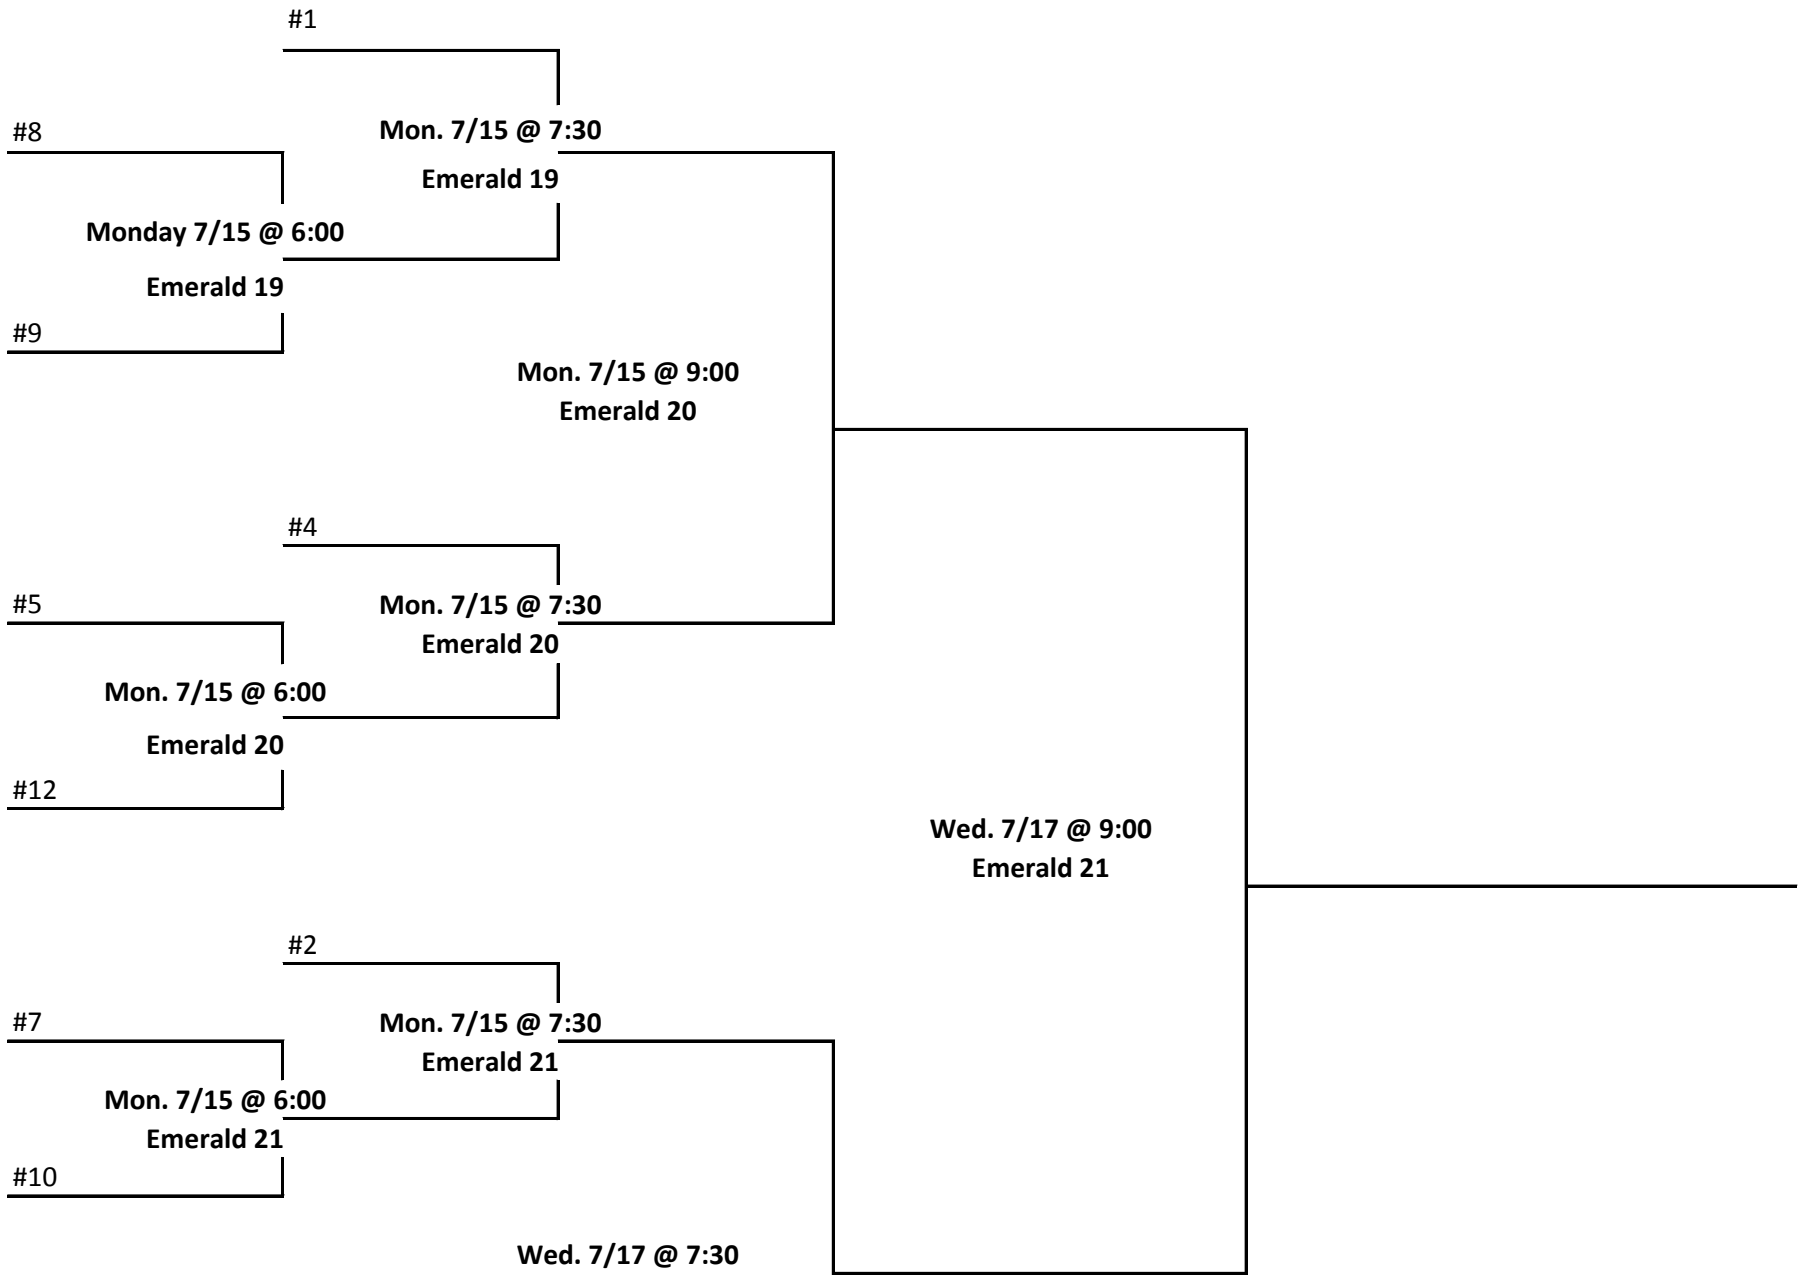 #1
#8
Mon. 7/15 @ 7:30
Emerald 19
Monday 7/15 @ 6:00
Emerald 19
#9
Mon. 7/15 @ 9:00
Emerald 20
#4
#5
Mon. 7/15 @ 7:30
Emerald 20
Mon. 7/15 @ 6:00
Emerald 20
#12
Wed. 7/17 @ 9:00
Emerald 21
#2
#7
Mon. 7/15 @ 7:30
Emerald 21
Mon. 7/15 @ 6:00
Emerald 21
#10
Wed. 7/17 @ 7:30